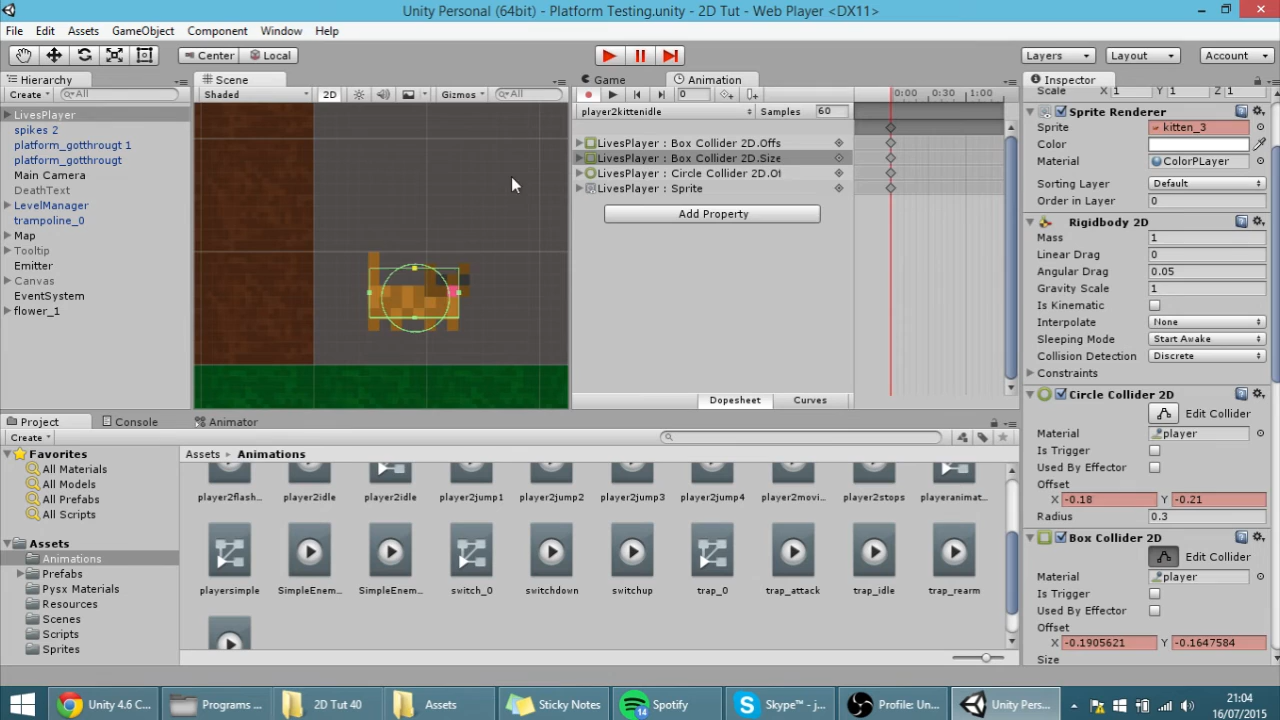 Unity Personal (64bit) - Platform Testing.unity - 2D Tut - Web Player <DX11>
File Edit Assets GameObject Component Window Help
Center Local Layers Layout Account
Hierarchy
Create All
LivesPlayer
spikes 2
platform_gotthrougt 1
platform_gotthrougt
Main Camera
DeathText
LevelManager
trampoline_0
Map
Tooltip
Emitter
Canvas
EventSystem
flower_1
Scene
Shaded 2D Gizmos All
Game Animation
0 0:00 0:30 1:00
player2kittenidle Samples 60
LivesPlayer : Box Collider 2D.Offs
LivesPlayer : Box Collider 2D.Size
LivesPlayer : Circle Collider 2D.Of
LivesPlayer : Sprite
Add Property
Dopesheet Curves
Inspector
Scale X 1 Y 1 Z 1
Sprite Renderer
Sprite kitten_3
Color
Material ColorPLayer
Sorting Layer Default
Order in Layer 0
Rigidbody 2D
Mass 1
Linear Drag 0
Angular Drag 0.05
Gravity Scale 1
Is Kinematic
Interpolate None
Sleeping Mode Start Awake
Collision Detection Discrete
Constraints
Circle Collider 2D
Edit Collider
Material player
Is Trigger
Used By Effector
Offset
X -0.18 Y -0.21
Radius 0.3
Box Collider 2D
Edit Collider
Material player
Is Trigger
Used By Effector
Offset
X -0.1905621 Y -0.1647584
Size
Project Console Animator
Create
Favorites
All Materials
All Models
All Prefabs
All Scripts
Assets
Animations
Prefabs
Pysx Materials
Resources
Scenes
Scripts
Sprites
Assets Animations
player2flash... player2idle player2idle player2jump1 player2jump2 player2jump3 player2jump4 player2movi... player2stops playeranimat...
playersimple SimpleEnem... SimpleEnem... switch_0 switchdown switchup trap_0 trap_attack trap_idle trap_rearm
Unity 4.6 C... Programs ... 2D Tut 40 Assets Sticky Notes 14 Spotify Skype™ - j... Profile: Un... Unity Pers...
21:04
16/07/2015